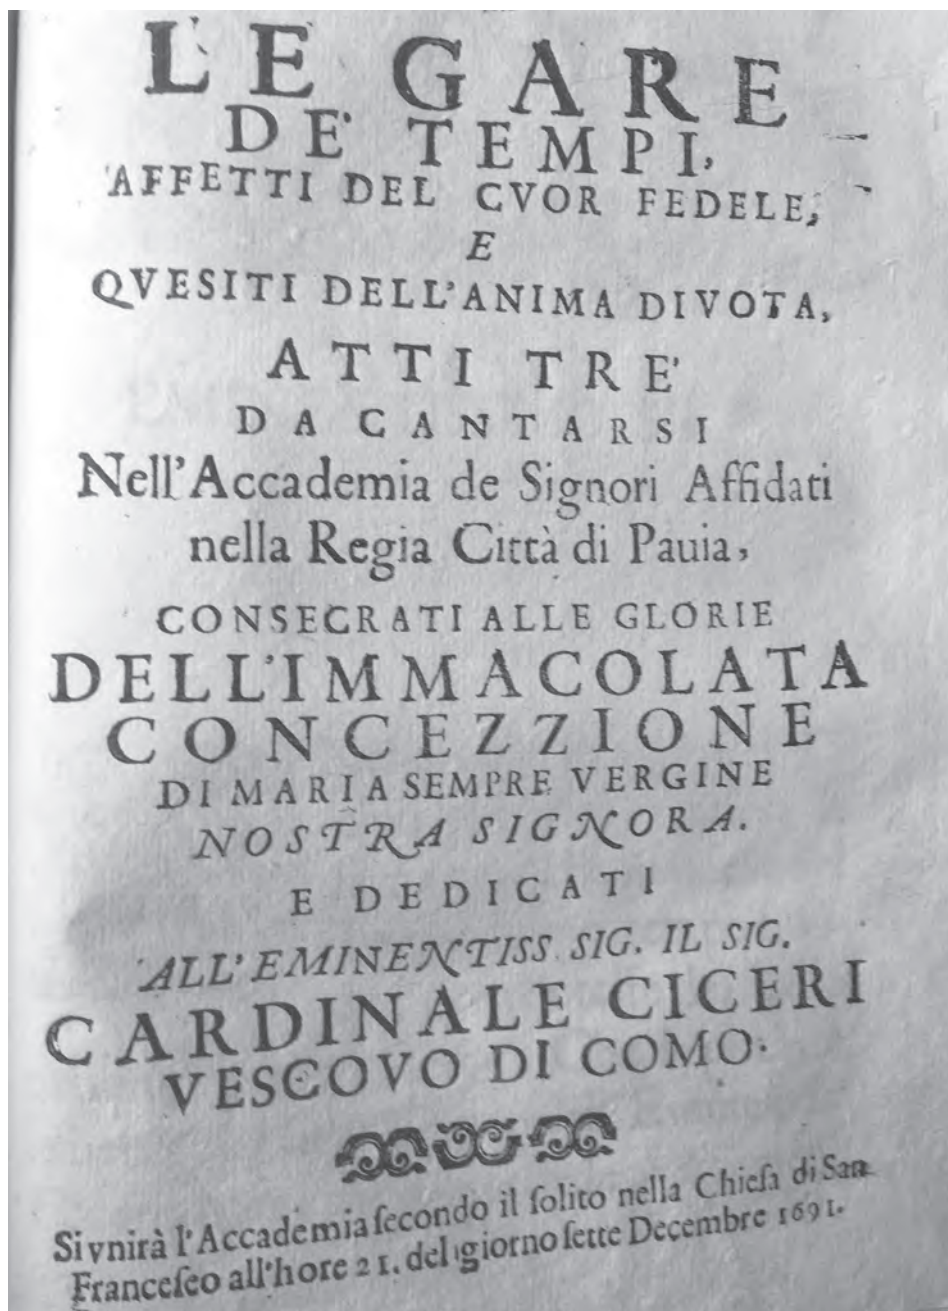 LE GARE
DE' TEMPI,
AFFETTI DEL CVOR FEDELE,
E
QVESITI DELL'ANIMA DIVOTA,
ATTI TRE'
DA CANTARSI
Nell'Accademia de Signori Affidati
nella Regia Città di Pauia,
CONSECRATI ALLE GLORIE
DELL'IMMACOLATA
CONCEZZIONE
DI MARIA SEMPRE VERGINE
NOSTRA SIGNORA.
E DEDICATI
ALL'EMINENTISS. SIG. IL SIG.
CARDINALE CICERI
VESCOVO DI COMO.
Si vnirà l'Accademia ſecondo il ſolito nella Chieſa di San
Franceſco all'hore 21. del giorno ſette Decembre 1691.